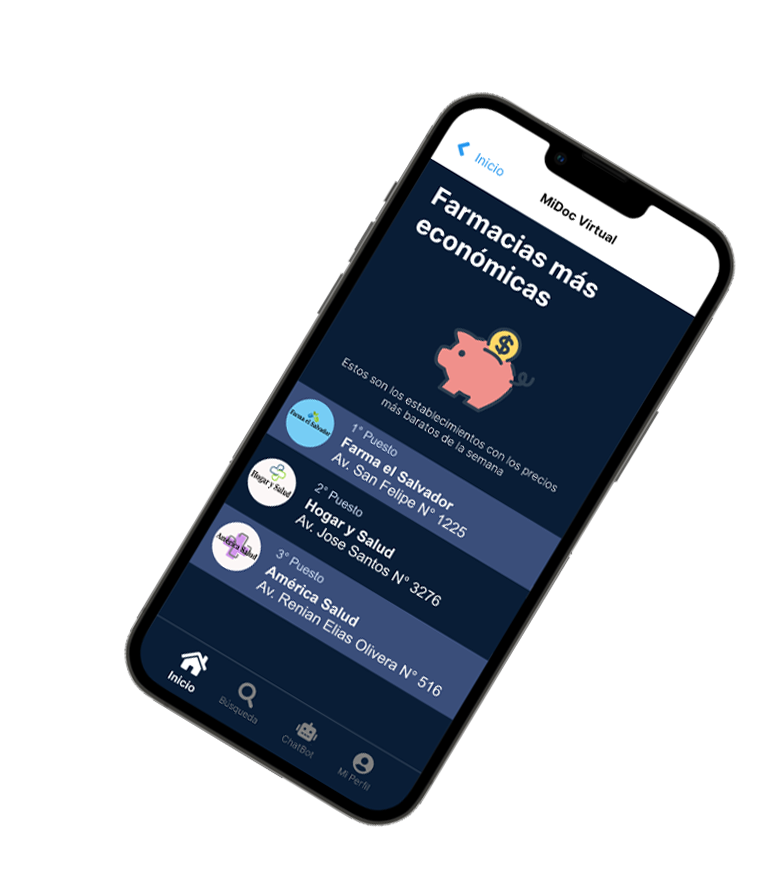 Inicio
MiDoc Virtual
Farmacias más
económicas
$
Estos son los establecimientos con los precios
más baratos de la semana
Farma el Salvador
1° Puesto
Farma el Salvador
Av. San Felipe N° 1225
Hogar y Salud
2° Puesto
Hogar y Salud
Av. Jose Santos N° 3276
América Salud
3° Puesto
América Salud
Av. Renian Elias Olivera N° 516
Inicio
Búsqueda
ChatBot
Mi Perfil